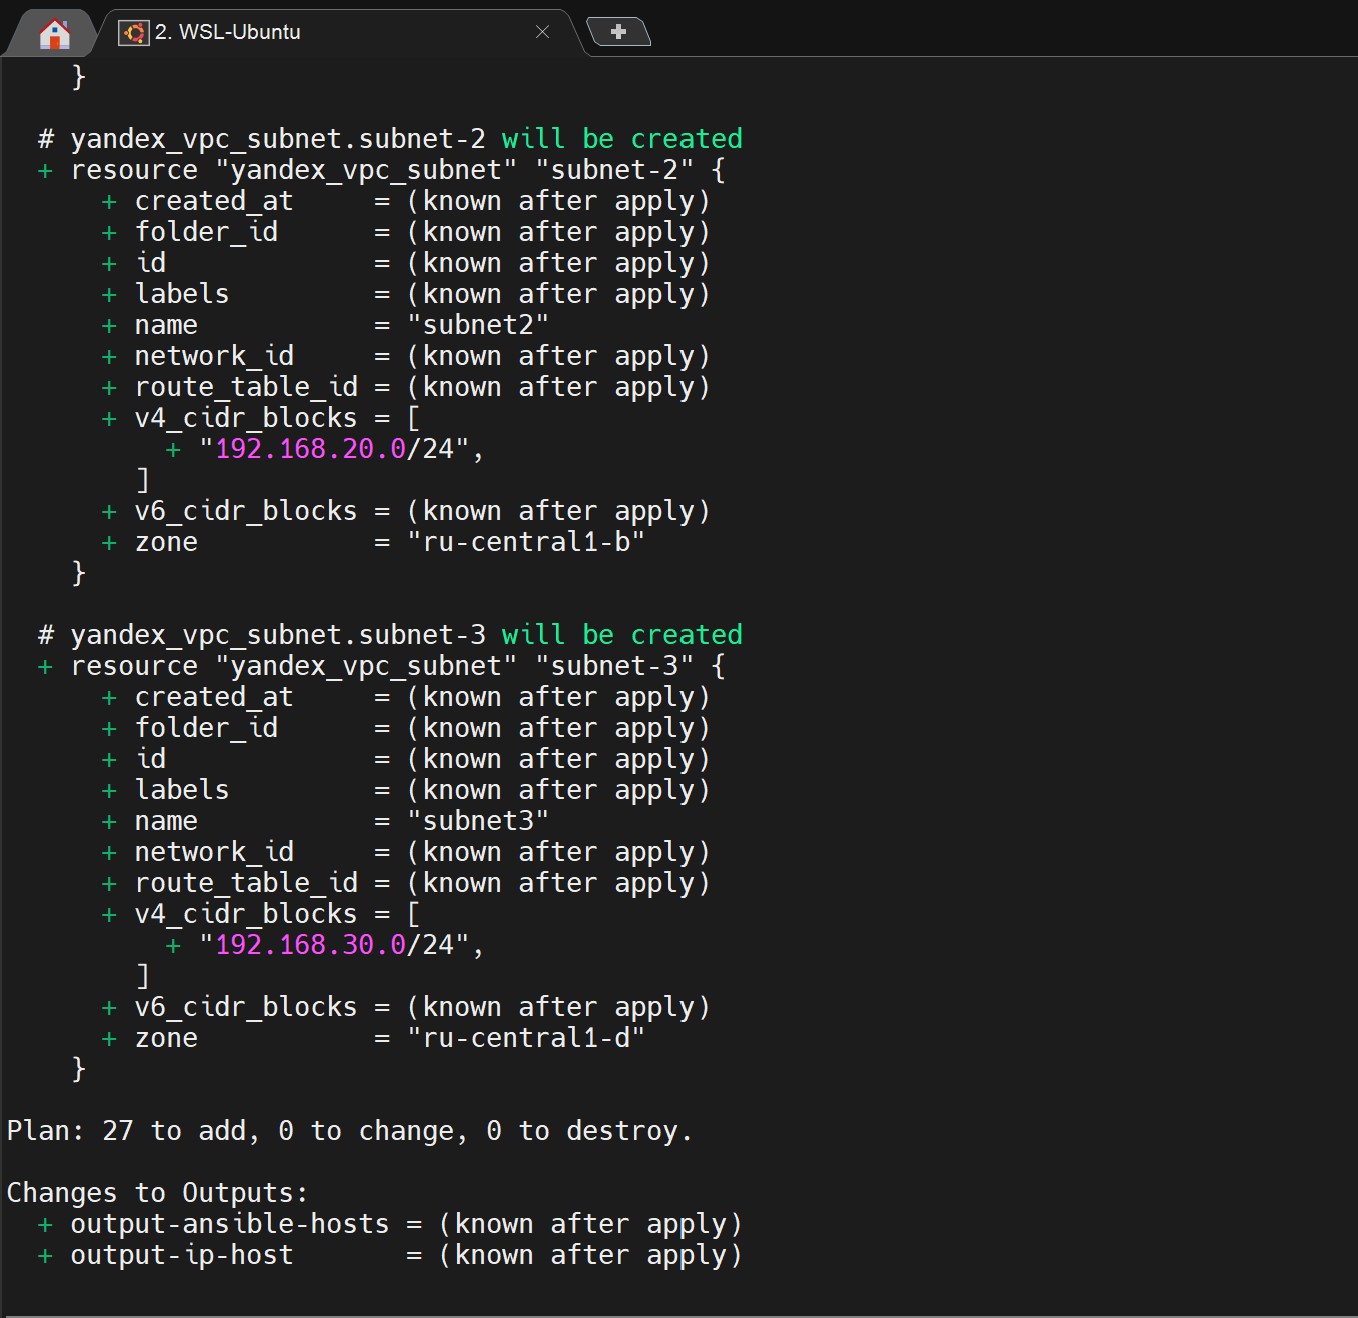 2. WSL-Ubuntu
    }

  # yandex_vpc_subnet.subnet-2 will be created
  + resource "yandex_vpc_subnet" "subnet-2" {
      + created_at     = (known after apply)
      + folder_id      = (known after apply)
      + id             = (known after apply)
      + labels         = (known after apply)
      + name           = "subnet2"
      + network_id     = (known after apply)
      + route_table_id = (known after apply)
      + v4_cidr_blocks = [
          + "192.168.20.0/24",
        ]
      + v6_cidr_blocks = (known after apply)
      + zone           = "ru-central1-b"
    }

  # yandex_vpc_subnet.subnet-3 will be created
  + resource "yandex_vpc_subnet" "subnet-3" {
      + created_at     = (known after apply)
      + folder_id      = (known after apply)
      + id             = (known after apply)
      + labels         = (known after apply)
      + name           = "subnet3"
      + network_id     = (known after apply)
      + route_table_id = (known after apply)
      + v4_cidr_blocks = [
          + "192.168.30.0/24",
        ]
      + v6_cidr_blocks = (known after apply)
      + zone           = "ru-central1-d"
    }

Plan: 27 to add, 0 to change, 0 to destroy.

Changes to Outputs:
  + output-ansible-hosts = (known after apply)
  + output-ip-host       = (known after apply)